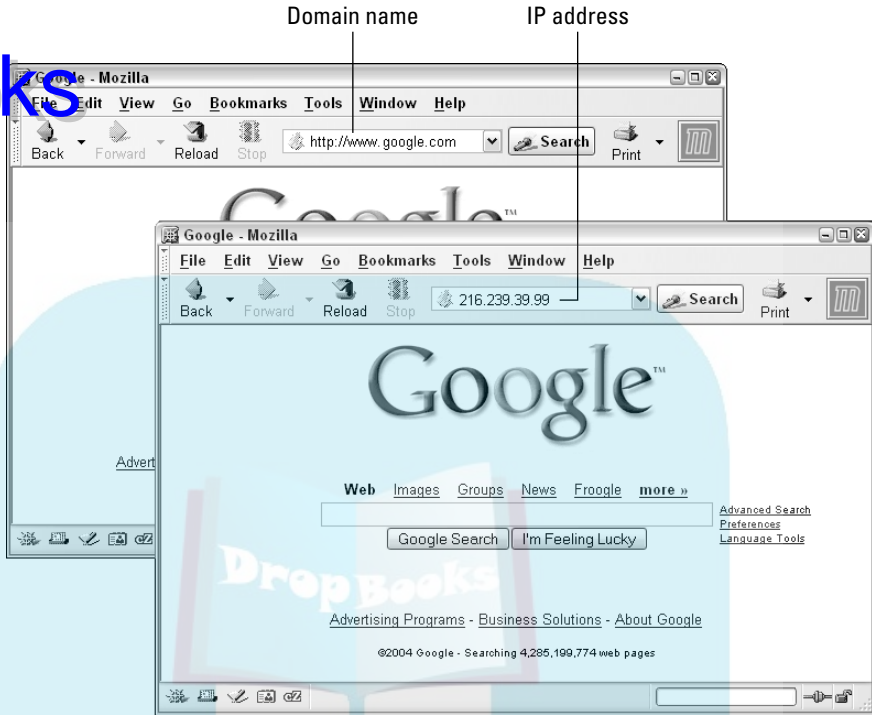 Domain name IP address
ks
Google - Mozilla
File Edit View Go Bookmarks Tools Window Help
Back Forward Reload Stop http://www.google.com Search Print
Google™
Advert
Google - Mozilla
File Edit View Go Bookmarks Tools Window Help
Back Forward Reload Stop 216.239.39.99 Search Print
Google™
Web Images Groups News Froogle more »
Advanced Search
Preferences
Language Tools
Google Search I'm Feeling Lucky
DropBooks
Advertising Programs - Business Solutions - About Google
©2004 Google - Searching 4,285,199,774 web pages